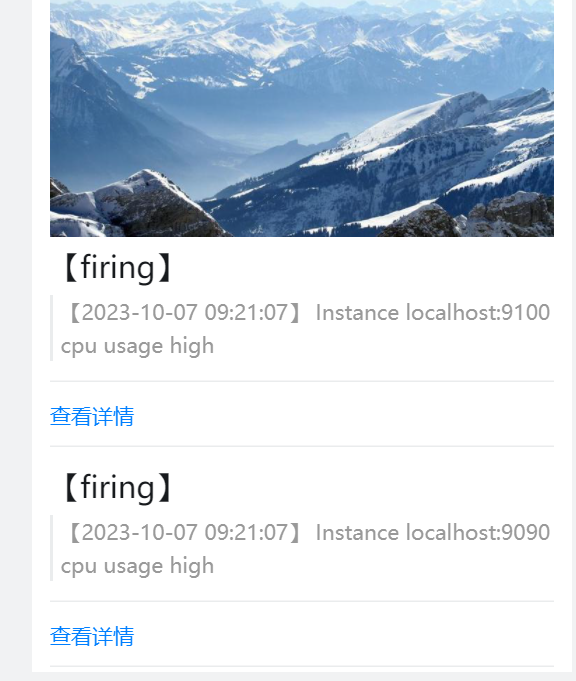 【firing】
【2023-10-07 09:21:07】 Instance localhost:9100
cpu usage high
查看详情
【firing】
【2023-10-07 09:21:07】 Instance localhost:9090
cpu usage high
查看详情